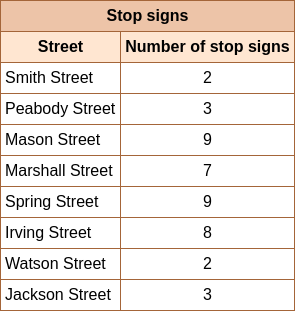 Stop signs
Street Number of stop signs
Smith Street 2
Peabody Street 3
Mason Street 9
Marshall Street 7
Spring Street 9
Irving Street 8
Watson Street 2
Jackson Street 3